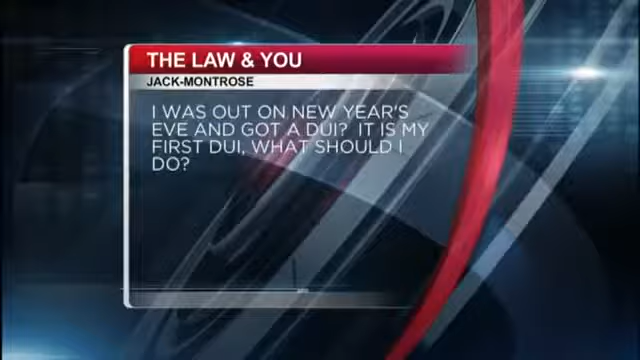 THE LAW & YOU
JACK-MONTROSE
I WAS OUT ON NEW YEAR'S
EVE AND GOT A DUI? IT IS MY
FIRST DUI, WHAT SHOULD I
DO?